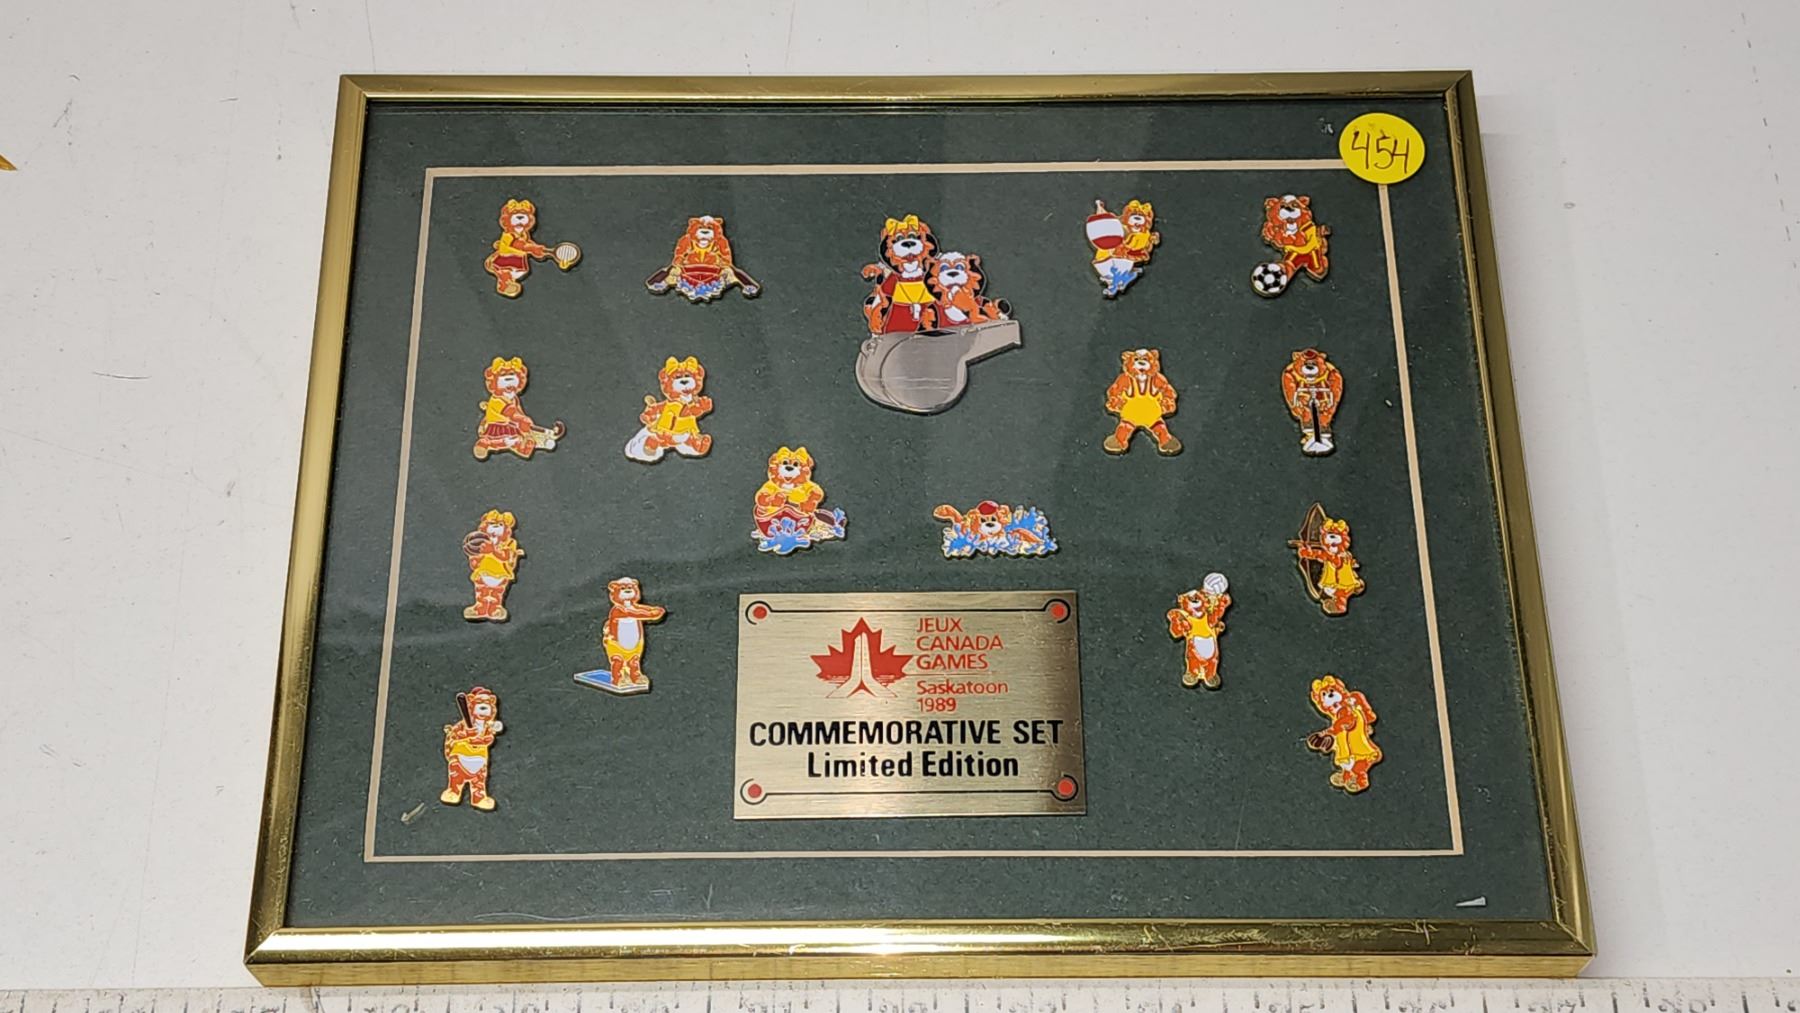 454
JEUX
CANADA
GAMES
Saskatoon
1989
COMMEMORATIVE SET
Limited Edition